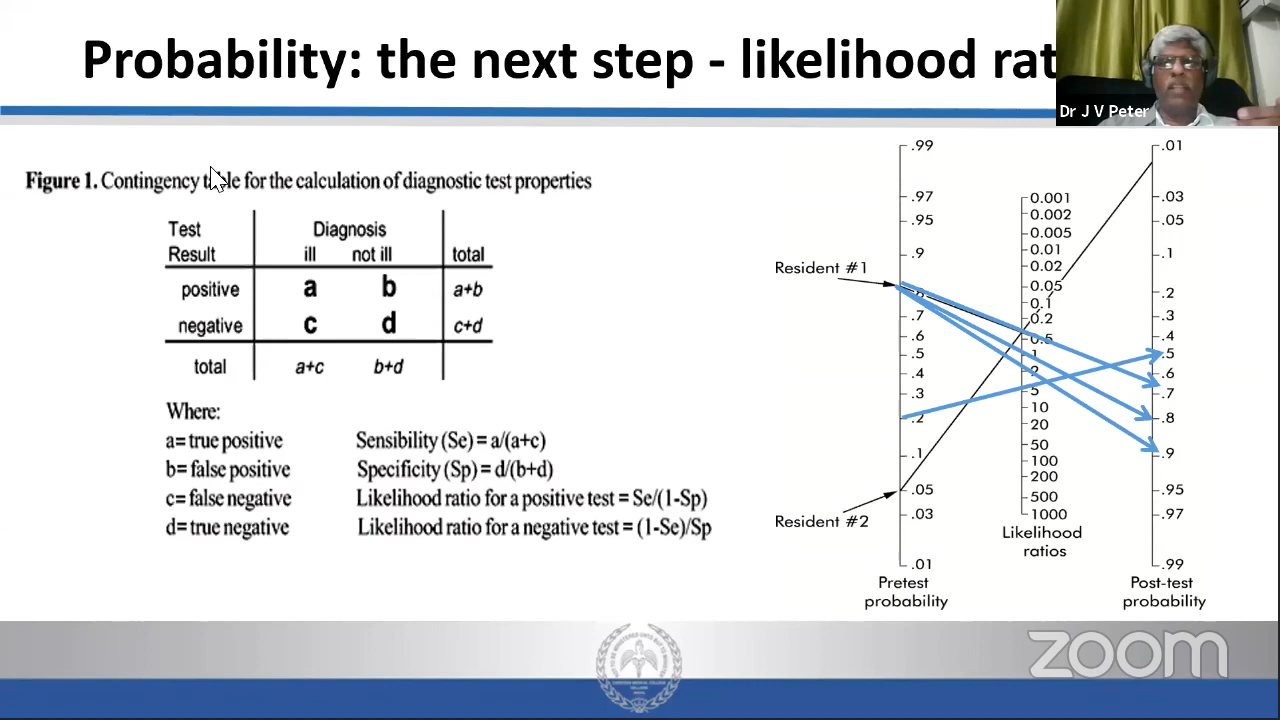 Probability: the next step - likelihood rat
Dr J V Peter
Figure 1. Contingency table for the calculation of diagnostic test properties
Test Diagnosis
Result ill not ill total
positive a b a+b
negative c d c+d
total a+c b+d
Where:
a= true positive Sensibility (Se) = a/(a+c)
b= false positive Specificity (Sp) = d/(b+d)
c= false negative Likelihood ratio for a positive test = Se/(1-Sp)
d= true negative Likelihood ratio for a negative test = (1-Se)/Sp
Resident #1
Resident #2
.99
.97
.95
.9
.7
.6
.5
.4
.3
.2
.1
.05
.03
.01
Pretest
probability
0.001
0.002
0.005
0.01
0.02
0.05
0.1
0.2
0.5
1
2
5
10
20
50
100
200
500
1000
Likelihood
ratios
.01
.03
.05
.1
.2
.3
.4
.5
.6
.7
.8
.9
.95
.97
.99
Post-test
probability
zoom